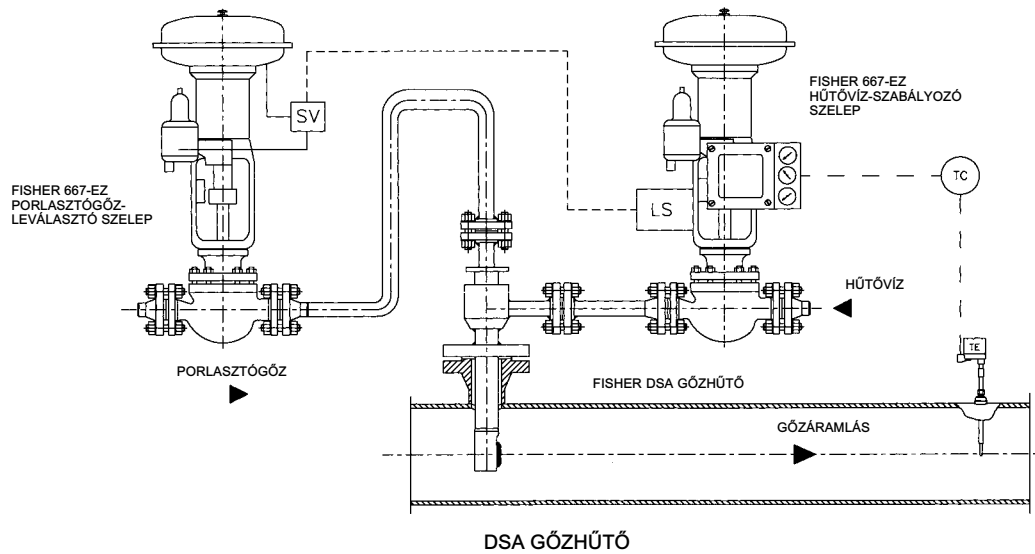 FISHER 667-EZ
HŰTŐVÍZ-SZABÁLYOZÓ
SZELEP
SV
TC
FISHER 667-EZ
PORLASZTÓGŐZ-
LEVÁLASZTÓ SZELEP
LS
HŰTŐVÍZ
TE
PORLASZTÓGŐZ
FISHER DSA GŐZHŰTŐ
GŐZÁRAMLÁS
DSA GŐZHŰTŐ